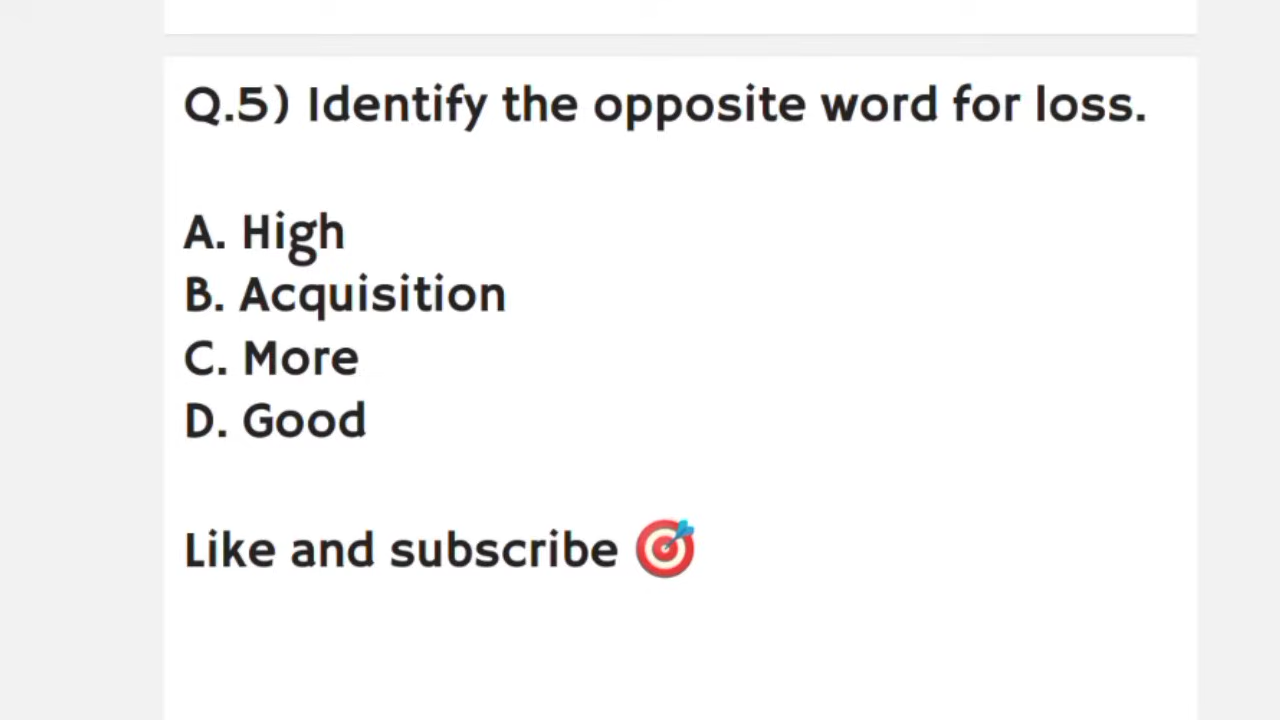 Q.5) Identify the opposite word for loss.
A. High
B. Acquisition
C. More
D. Good
Like and subscribe 🎯